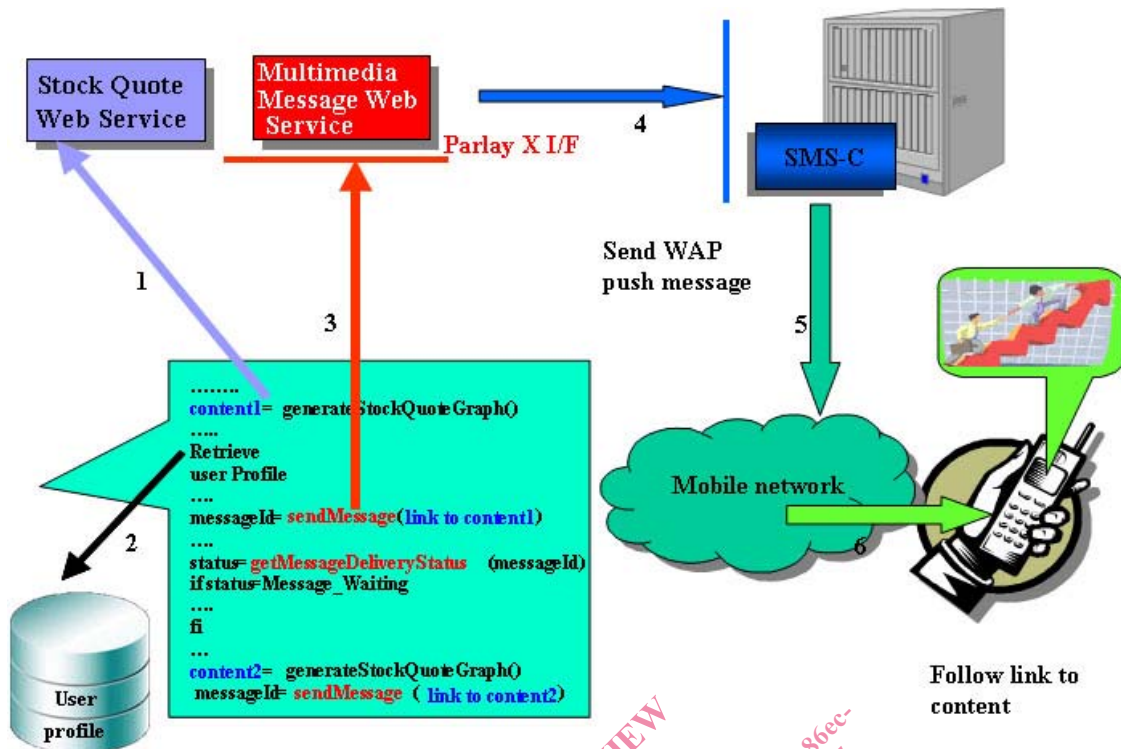 Stock Quote
Web Service
Multimedia
Message Web
Service
Parlay X I/F
4
SMS-C
1
3
Send WAP
push message
5
........
content1= generateStockQuoteGraph()
.....
Retrieve
user Profile
....
messageId= sendMessage(link to content1)
....
status= getMessageDeliveryStatus (messageId)
if status=Message_Waiting
....
fi
...
content2= generateStockQuoteGraph()
messageId= sendMessage ( link to content2)
2
Mobile network
6
User
profile
Follow link to
content
IEW
86ec-